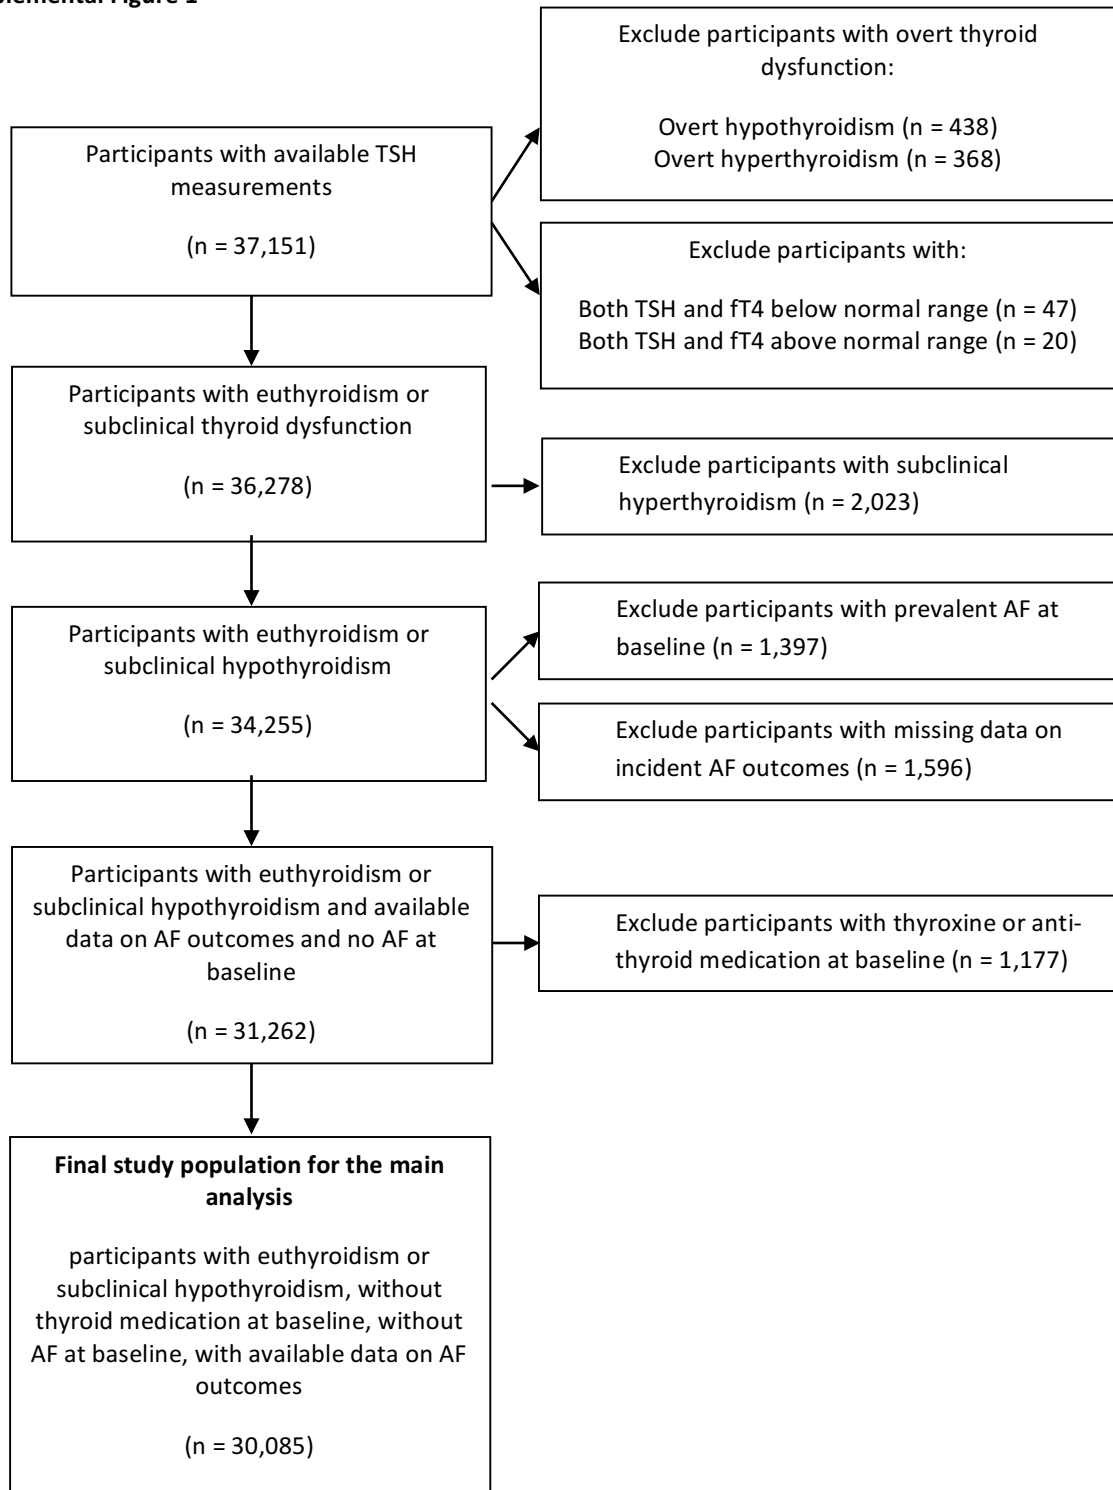 Exclude participants with overt thyroid
dysfunction:
Overt hypothyroidism (n = 438)
Overt hyperthyroidism (n = 368)
Participants with available TSH
measurements
(n = 37,151)
Exclude participants with:
Both TSH and fT4 below normal range (n = 47)
Both TSH and fT4 above normal range (n = 20)
Participants with euthyroidism or
subclinical thyroid dysfunction
(n = 36,278)
Exclude participants with subclinical
hyperthyroidism (n = 2,023)
Participants with euthyroidism or
subclinical hypothyroidism
(n = 34,255)
Exclude participants with prevalent AF at
baseline (n = 1,397)
Exclude participants with missing data on
incident AF outcomes (n = 1,596)
Participants with euthyroidism or
subclinical hypothyroidism and available
data on AF outcomes and no AF at
baseline
(n = 31,262)
Exclude participants with thyroxine or anti-
thyroid medication at baseline (n = 1,177)
Final study population for the main
analysis
participants with euthyroidism or
subclinical hypothyroidism, without
thyroid medication at baseline, without
AF at baseline, with available data on AF
outcomes
(n = 30,085)